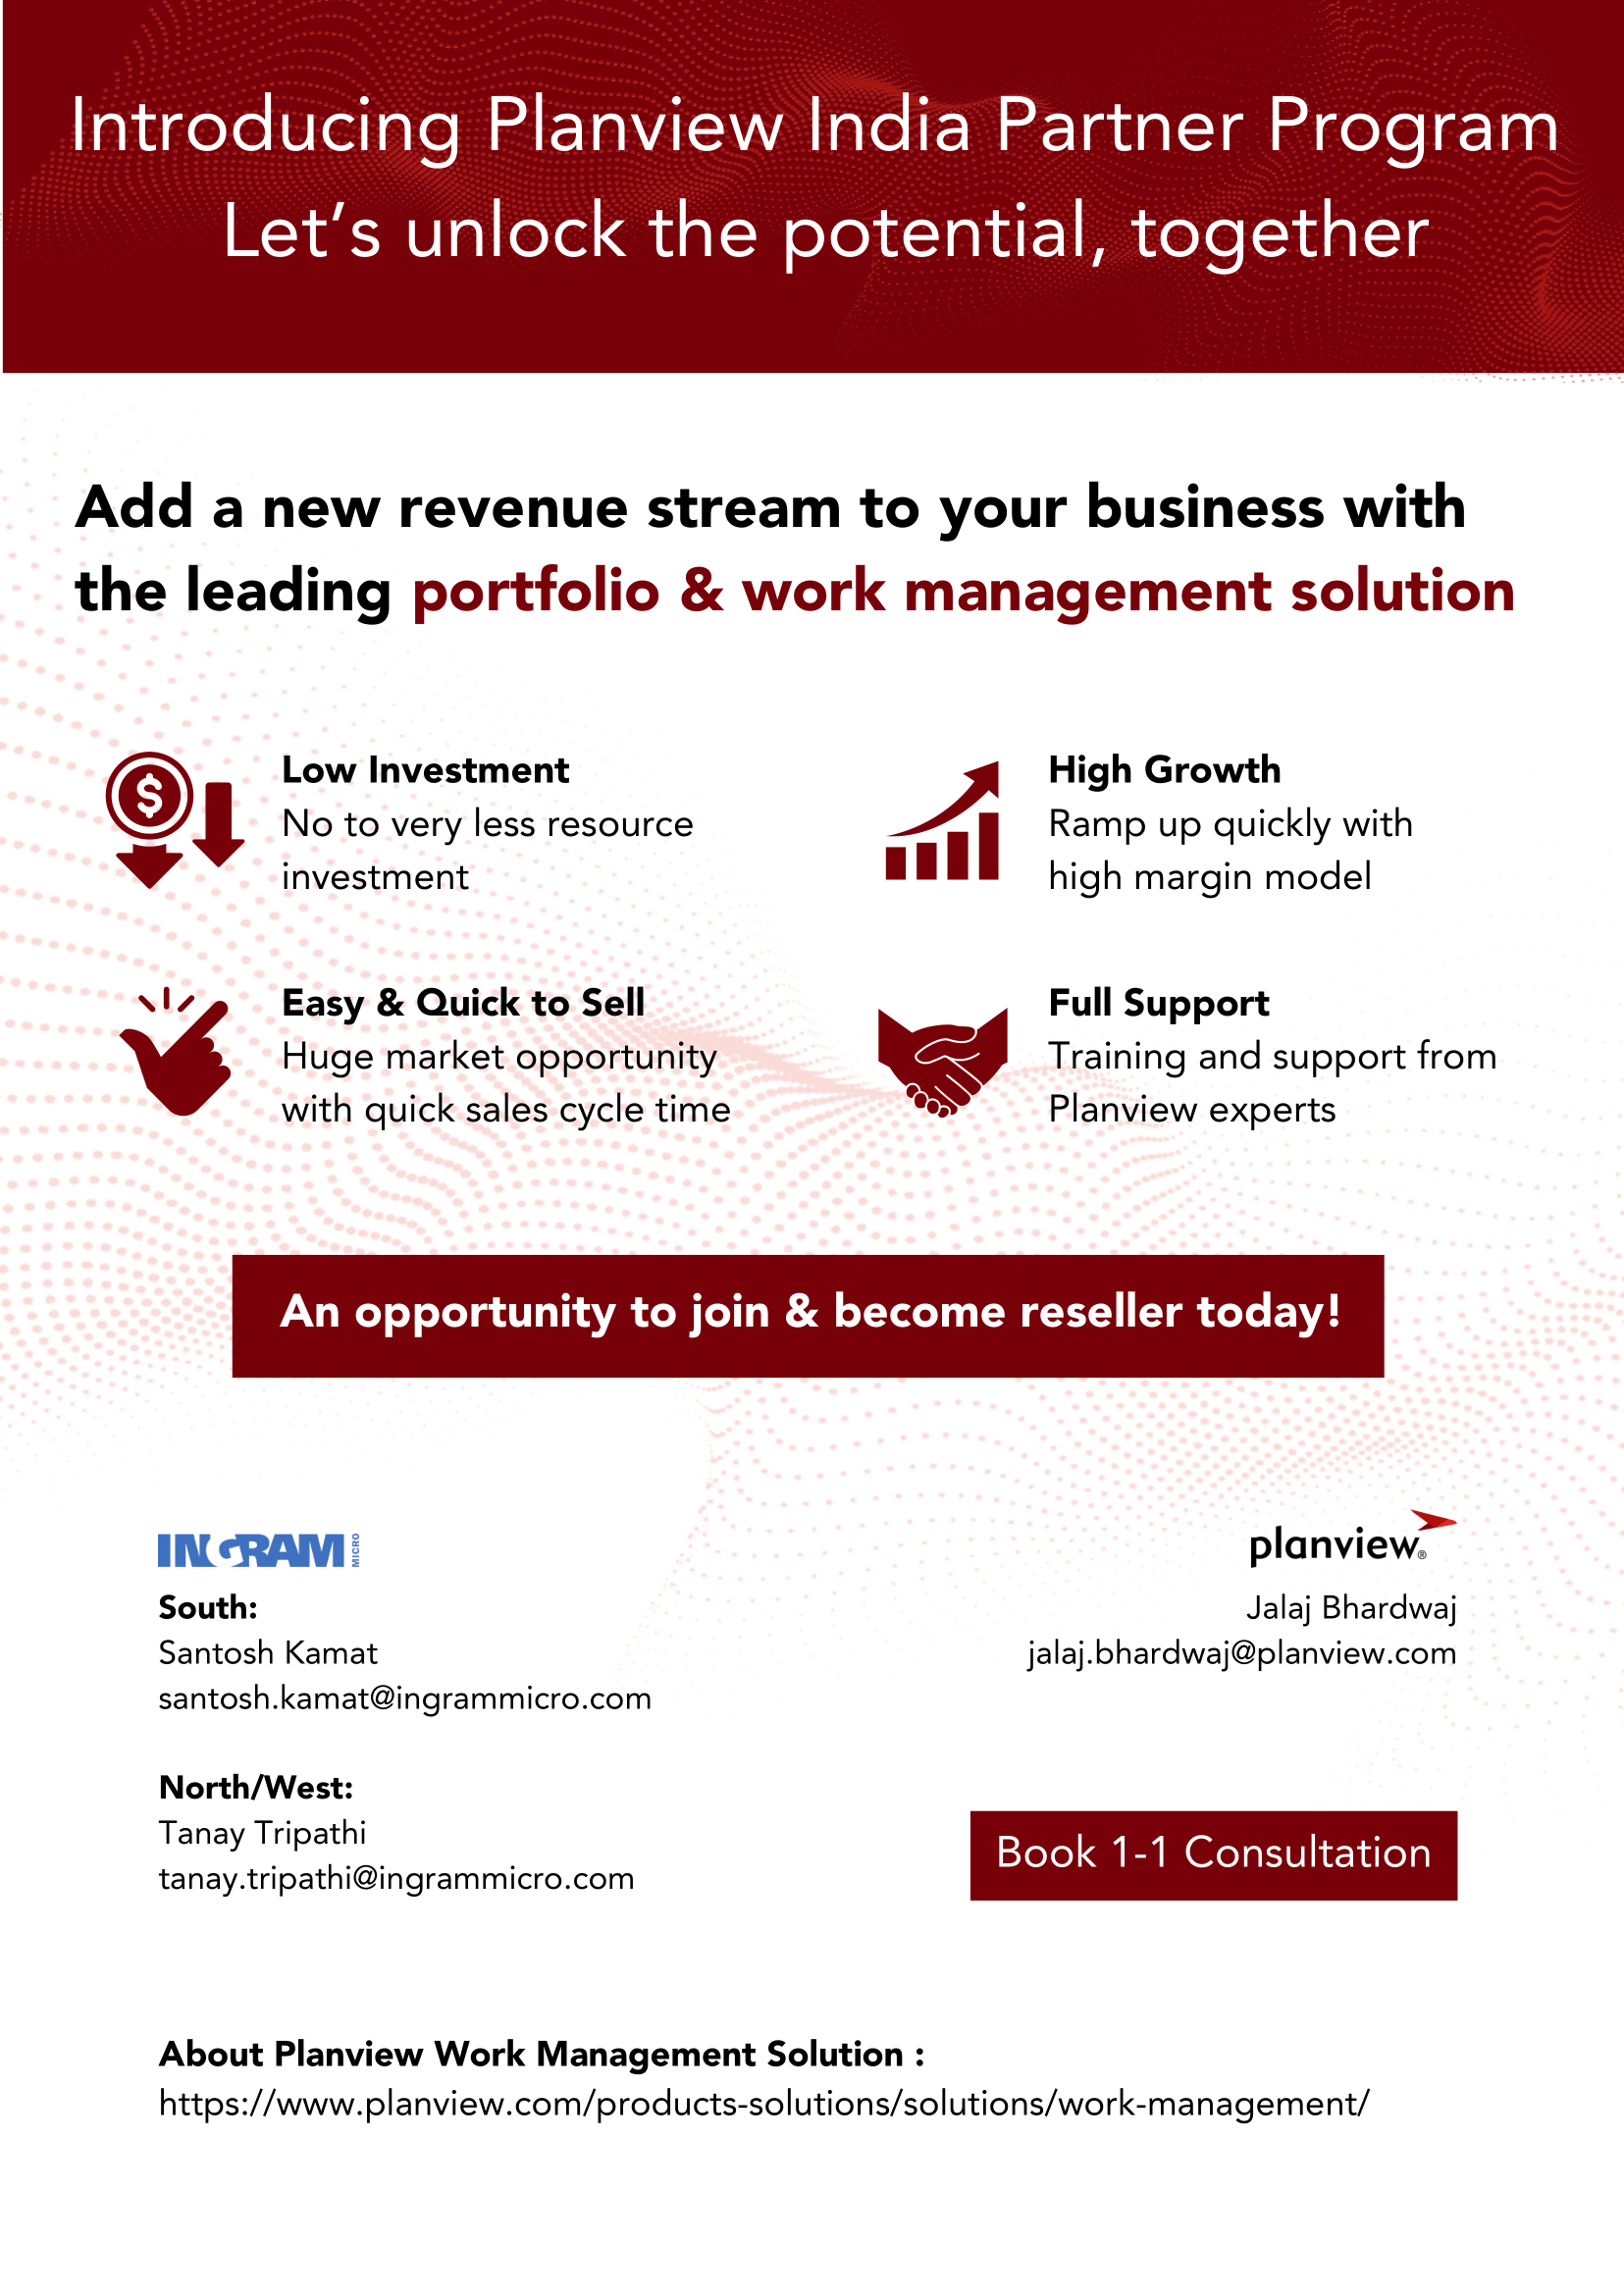 Introducing Planview India Partner Program
Let’s unlock the potential, together
Add a new revenue stream to your business with
the leading portfolio & work management solution
Low Investment
No to very less resource
investment
High Growth
Ramp up quickly with
high margin model
Easy & Quick to Sell
Huge market opportunity
with quick sales cycle time
Full Support
Training and support from
Planview experts
An opportunity to join & become reseller today!
INGRAM MICRO
South:
Santosh Kamat
santosh.kamat@ingrammicro.com
North/West:
Tanay Tripathi
tanay.tripathi@ingrammicro.com
planview®
Jalaj Bhardwaj
jalaj.bhardwaj@planview.com
Book 1-1 Consultation
About Planview Work Management Solution :
https://www.planview.com/products-solutions/solutions/work-management/